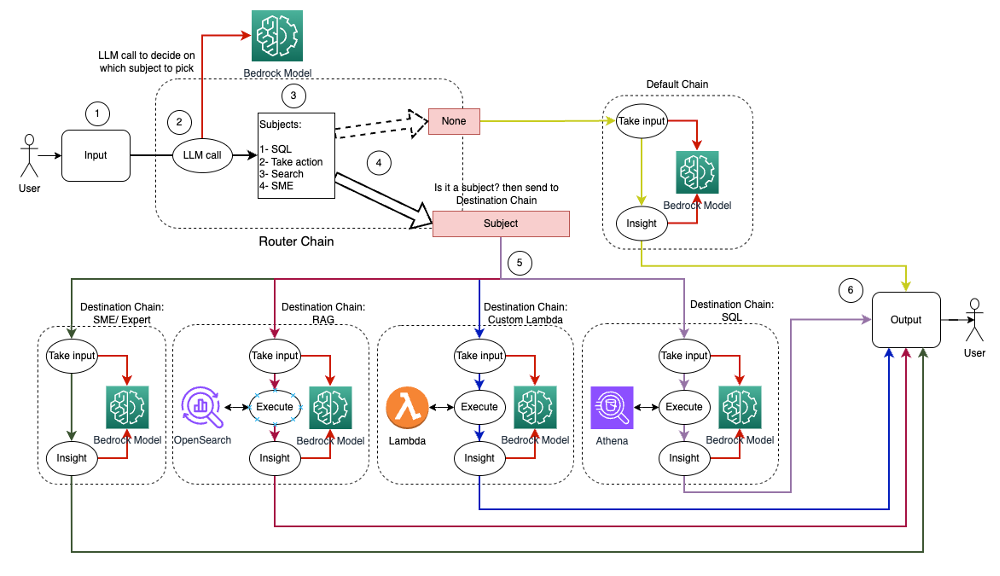 LLM call to decide on
which subject to pick
Bedrock Model
1
2
3
User
Input
LLM call
Subjects:
1- SQL
2- Take action
3- Search
4- SME
None
4
Is it a subject? then send to
Destination Chain
Subject
Router Chain
Default Chain
Take input
Bedrock Model
Insight
5
6
Destination Chain:
SME/ Expert
Take input
Bedrock Model
Insight
Destination Chain:
RAG
Take input
OpenSearch
Execute
Bedrock Model
Insight
Destination Chain:
Custom Lambda
Take input
Lambda
Execute
Bedrock Model
Insight
Destination Chain:
SQL
Take input
Athena
Execute
Bedrock Model
Insight
Output
User